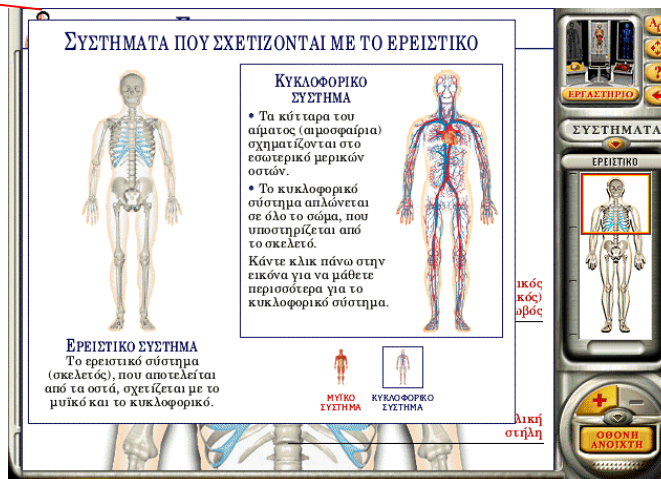 ΣΥΣΤΗΜΑΤΑ ΠΟΥ ΣΧΕΤΙΖΟΝΤΑΙ ΜΕ ΤΟ ΕΡΕΙΣΤΙΚΟ
ΚΥΚΛΟΦΟΡΙΚΟ
ΣΥΣΤΗΜΑ
• Τα κύτταρα του
αίματος (αιμοσφαίρια)
σχηματίζονται στο
εσωτερικό μερικών
οστών.
• Το κυκλοφορικό
σύστημα απλώνεται
σε όλο το σώμα, που
υποστηρίζεται από
το σκελετό.
Κάντε κλικ πάνω στην
εικόνα για να μάθετε
περισσότερα για το
κυκλοφορικό σύστημα.
ΕΡΕΙΣΤΙΚΟ ΣΥΣΤΗΜΑ
Το ερειστικό σύστημα
(σκελετός), που αποτελείται
από τα οστά, σχετίζεται με το
μυϊκό και το κυκλοφορικό.
ΜΥΪΚΟ
ΣΥΣΤΗΜΑ
ΚΥΚΛΟΦΟΡΙΚΟ
ΣΥΣΤΗΜΑ
στήλη
ΕΡΓΑΣΤΗΡΙΟ
?
ΣΥΣΤΗΜΑΤΑ
ΕΡΕΙΣΤΙΚΟ
+ −
ΟΘΟΝΗ
ΑΝΟΙΧΤΗ